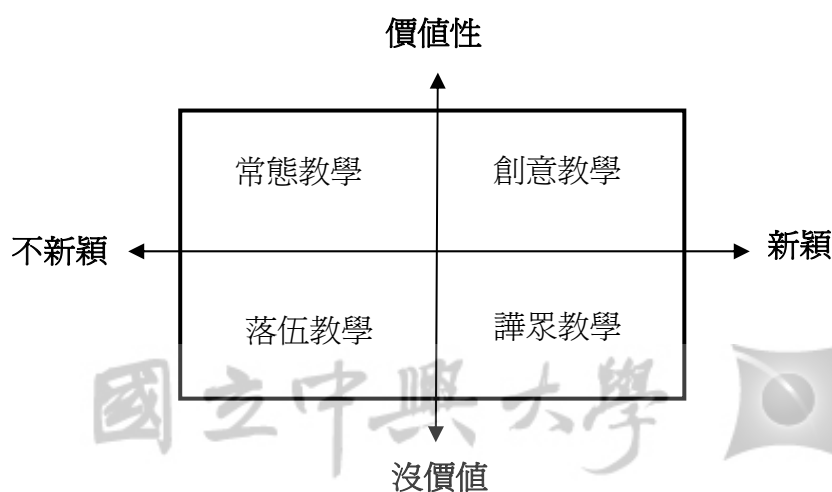 價值性
常態教學 創意教學
不新穎 新穎
落伍教學 譁眾教學
國立中興大學
沒價值